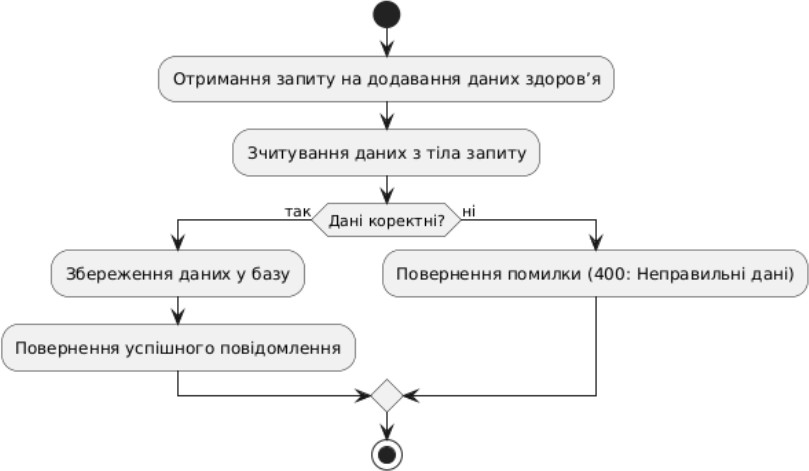 Отримання запиту на додавання даних здоров’я
Зчитування даних з тіла запиту
так
Дані коректні?
ні
Збереження даних у базу
Повернення помилки (400: Неправильні дані)
Повернення успішного повідомлення